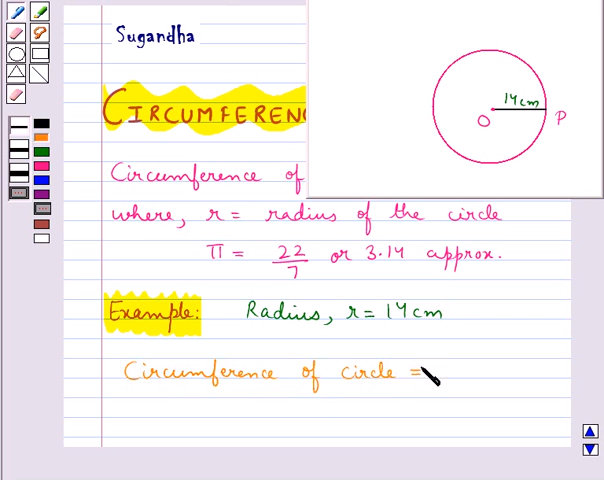 Sugandha
CIRCUMFEREN
Circumference of
where, r = radius of the circle
π = 22/7 or 3.14 approx.
Example: Radius, r = 14 cm
Circumference of circle =
14 cm
O
P